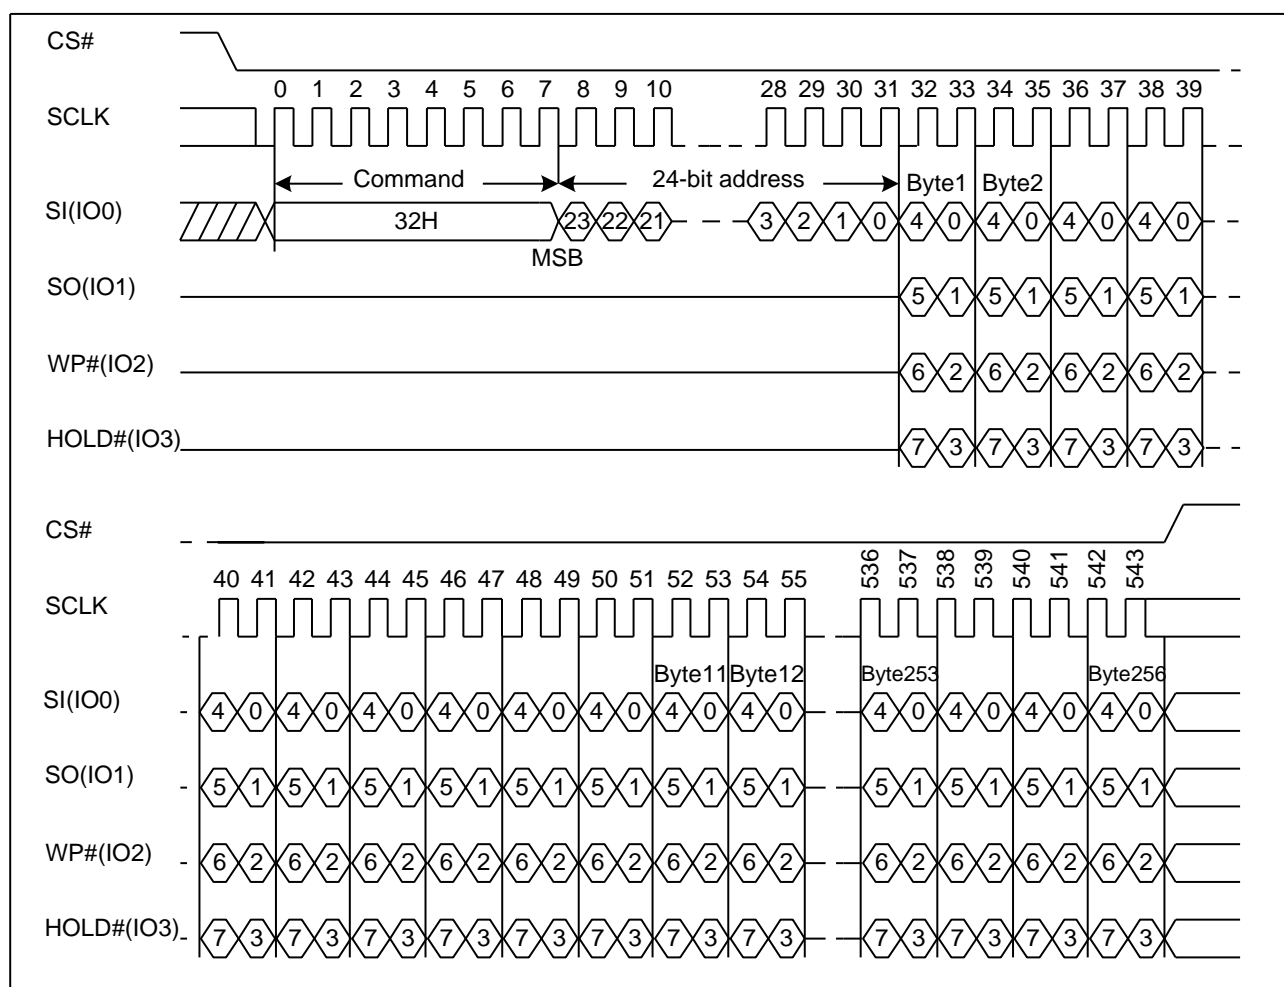 CS#
0 1 2 3 4 5 6 7 8 9 10 28 29 30 31 32 33 34 35 36 37 38 39
SCLK
Command 24-bit address Byte1 Byte2
SI(IO0) 32H 23 22 21 3 2 1 0 4 0 4 0 4 0 4 0
MSB
SO(IO1) 5 1 5 1 5 1 5 1
WP#(IO2) 6 2 6 2 6 2 6 2
HOLD#(IO3) 7 3 7 3 7 3 7 3
CS#
40 41 42 43 44 45 46 47 48 49 50 51 52 53 54 55 536 537 538 539 540 541 542 543
SCLK
Byte11 Byte12 Byte253 Byte256
SI(IO0) 4 0 4 0 4 0 4 0 4 0 4 0 4 0 4 0 4 0 4 0 4 0 4 0
SO(IO1) 5 1 5 1 5 1 5 1 5 1 5 1 5 1 5 1 5 1 5 1 5 1 5 1
WP#(IO2) 6 2 6 2 6 2 6 2 6 2 6 2 6 2 6 2 6 2 6 2 6 2 6 2
HOLD#(IO3) 7 3 7 3 7 3 7 3 7 3 7 3 7 3 7 3 7 3 7 3 7 3 7 3